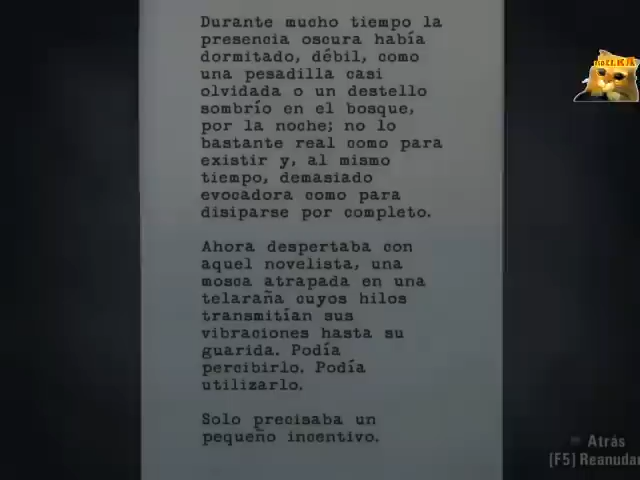 Durante mucho tiempo la
presencia oscura había
dormitado, débil, como
una pesadilla casi
olvidada o un destello
sombrío en el bosque,
por la noche; no lo
bastante real como para
existir y, al mismo
tiempo, demasiado
evocadora como para
disiparse por completo.
Ahora despertaba con
aquel novelista, una
mosca atrapada en una
telaraña cuyos hilos
transmitían sus
vibraciones hasta su
guarida. Podía
percibirlo. Podía
utilizarlo.
Solo precisaba un
pequeño incentivo.
Atrás
[F5] Reanudar